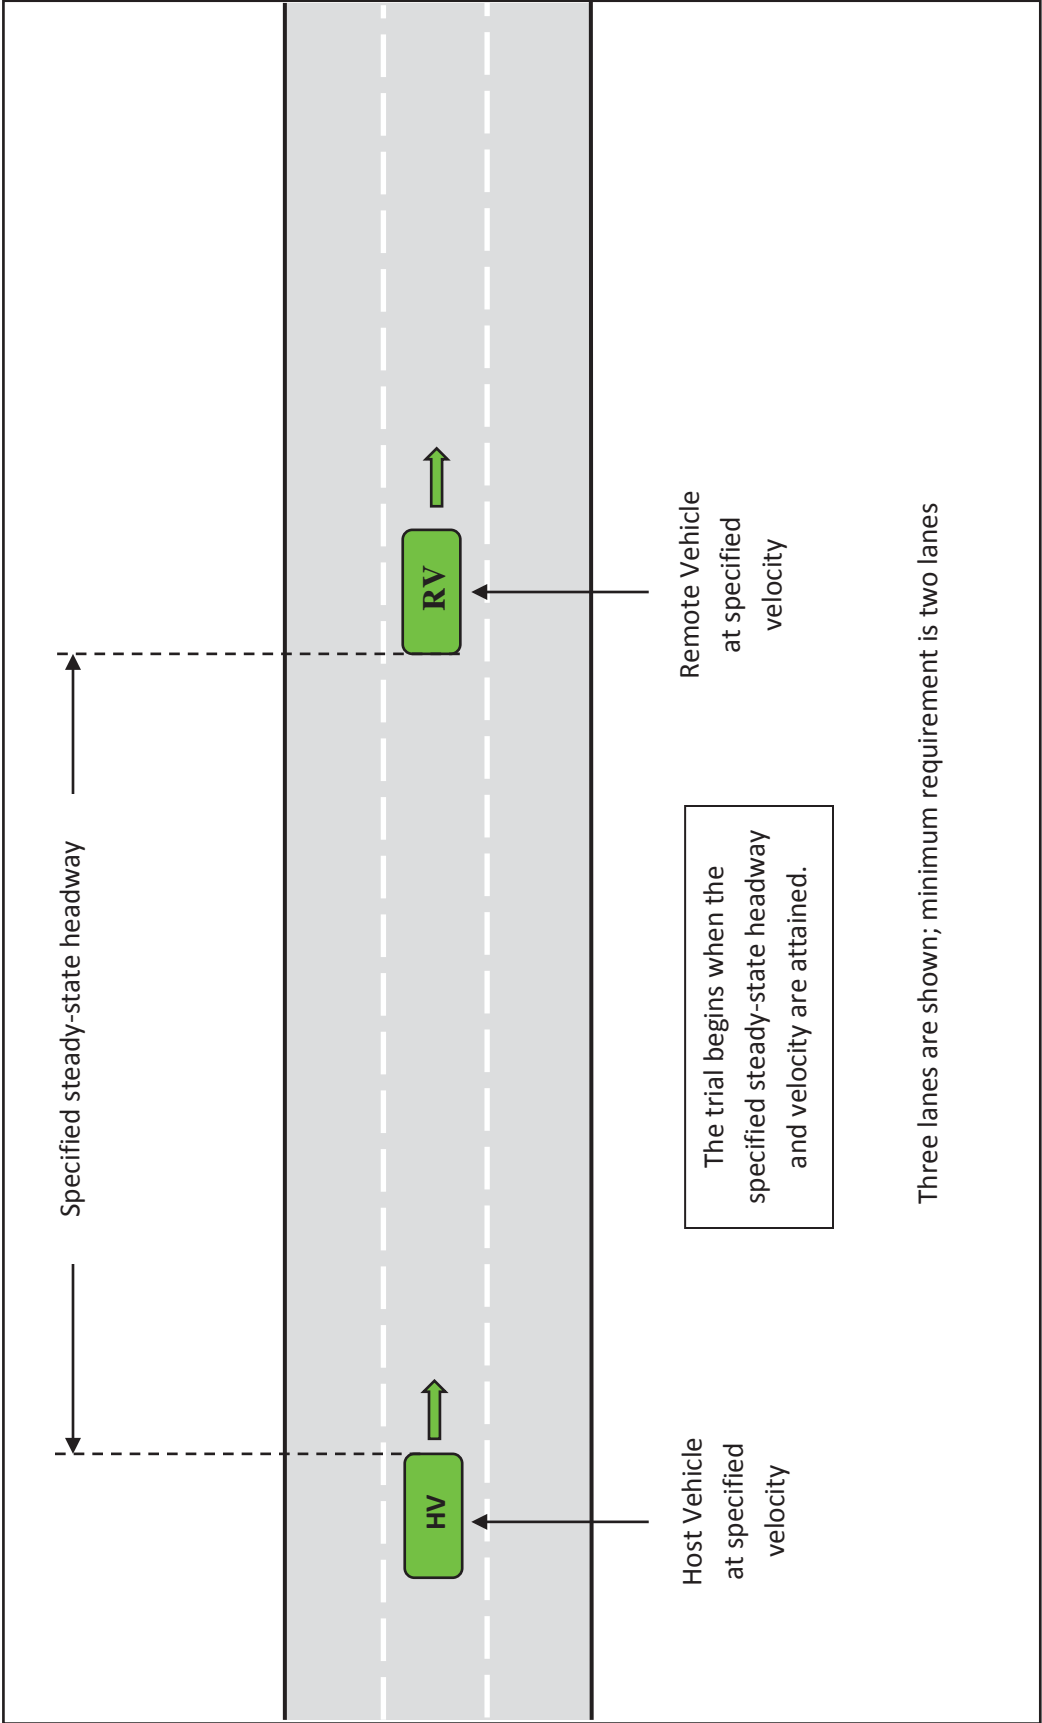 Specified steady-state headway
HV
RV
Host Vehicle
at specified
velocity
Remote Vehicle
at specified
velocity
The trial begins when the
specified steady-state headway
and velocity are attained.
Three lanes are shown; minimum requirement is two lanes